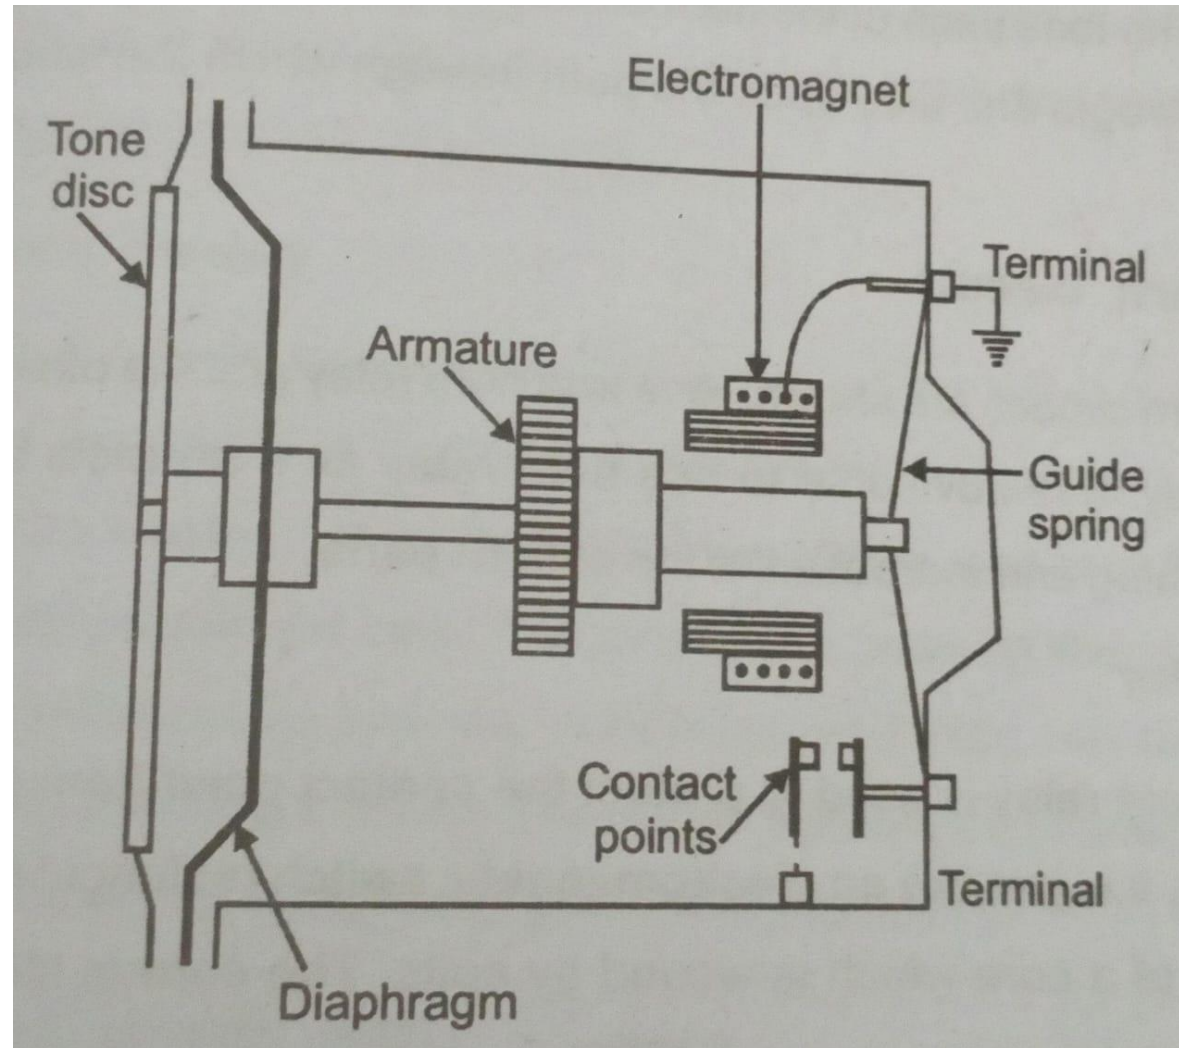 Electromagnet
Tone
disc
Terminal
Armature
Guide
spring
Contact
points
Terminal
Diaphragm